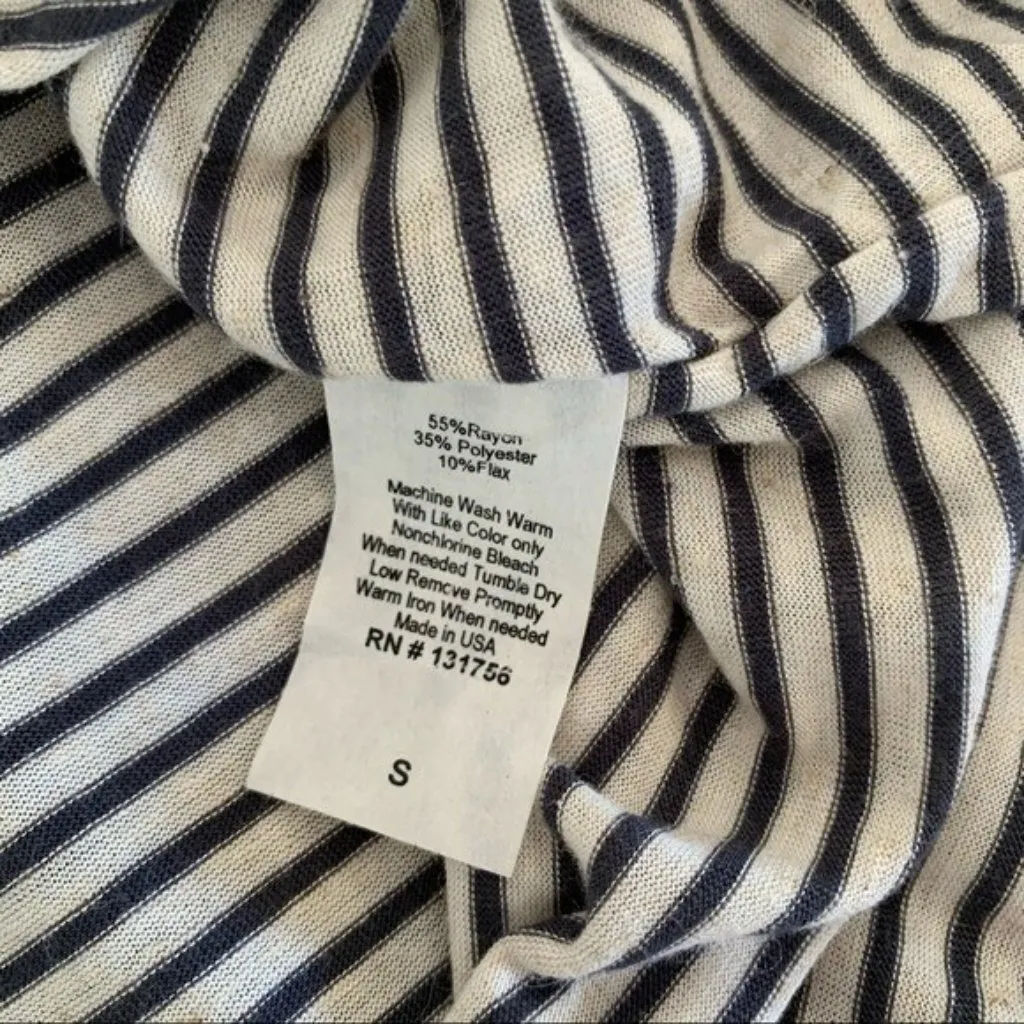 55%Rayon
35% Polyester
10%Flax
Machine Wash Warm
With Like Color only
Nonchlorine Bleach
When needed Tumble Dry
Low Remove Promptly
Warm Iron When needed
Made in USA
RN # 131756
S